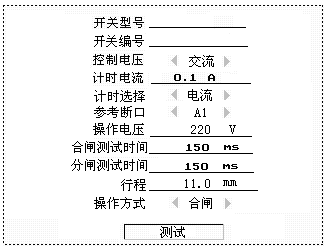 开关型号
开关编号
控制电压 交流
计时电流 0.1 A
计时选择 电流
参考断口 A1
操作电压 220 V
合闸测试时间 150 ms
分闸测试时间 150 ms
行程 11.0 mm
操作方式 合闸
测试